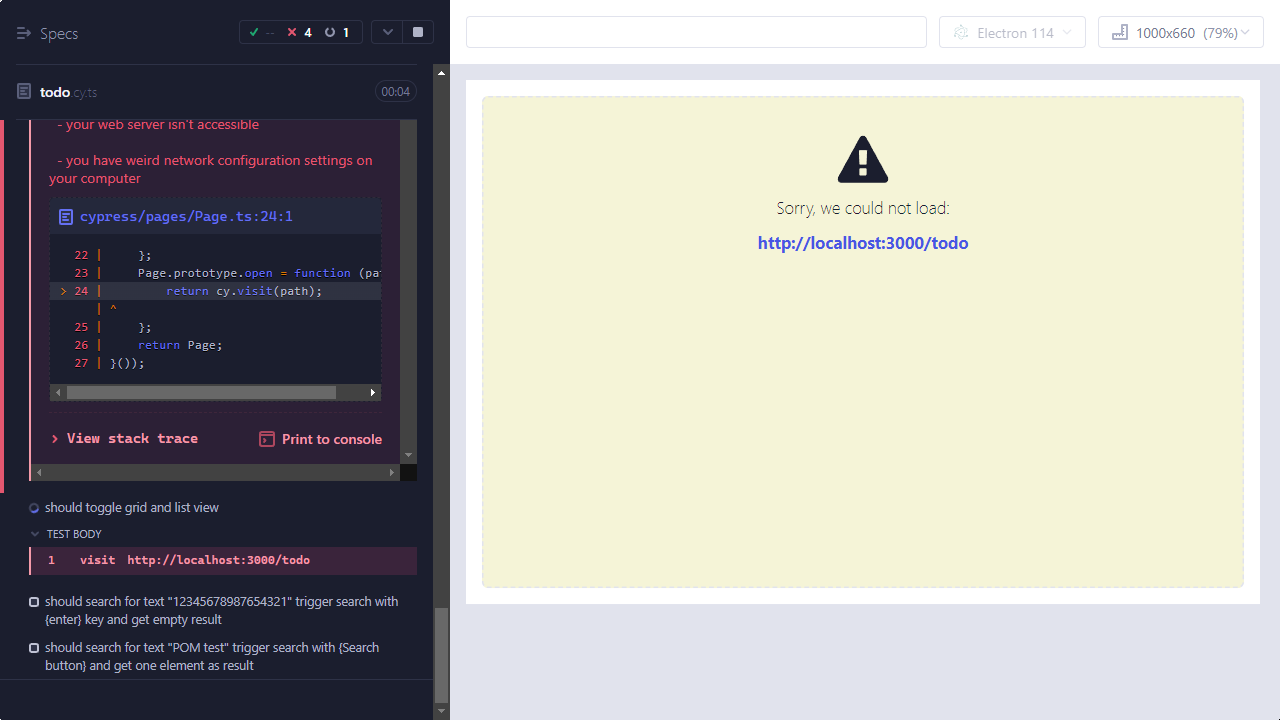 Specs
-- 4 1
Electron 114
1000x660 (79%)
todo.cy.ts
00:04
- your web server isn't accessible
- you have weird network configuration settings on
your computer
cypress/pages/Page.ts:24:1
22 | };
23 | Page.prototype.open = function (pat
> 24 | return cy.visit(path);
| ^
25 | };
26 | return Page;
27 | }());
View stack trace
Print to console
should toggle grid and list view
TEST BODY
1 visit http://localhost:3000/todo
should search for text "12345678987654321" trigger search with
{enter} key and get empty result
should search for text "POM test" trigger search with {Search
button} and get one element as result
Sorry, we could not load:
http://localhost:3000/todo